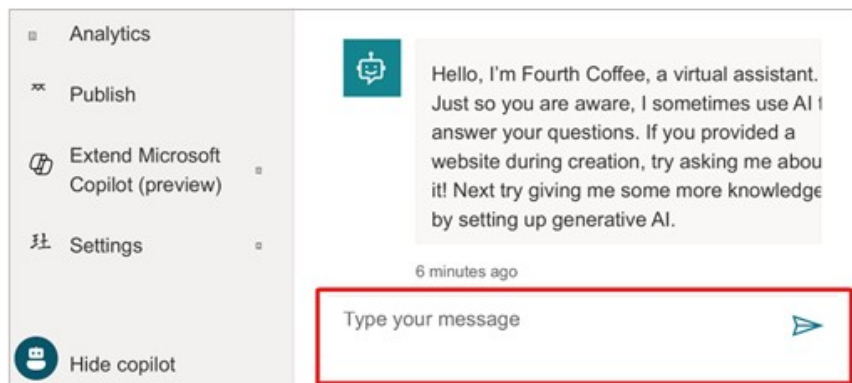 Analytics
Publish
Extend Microsoft
Copilot (preview)
Settings
Hide copilot
Hello, I'm Fourth Coffee, a virtual assistant.
Just so you are aware, I sometimes use AI
answer your questions. If you provided a
website during creation, try asking me abou
it! Next try giving me some more knowledge
by setting up generative AI.
6 minutes ago
Type your message